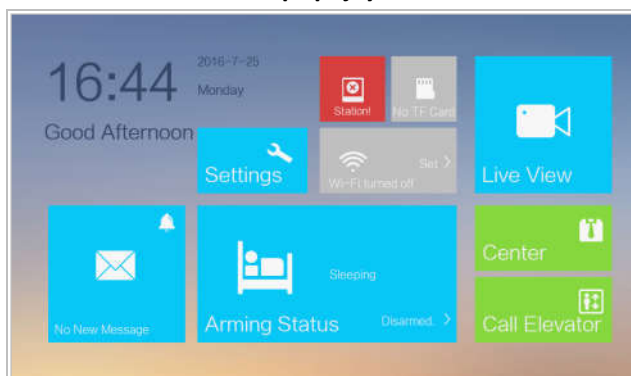 16:44
2016-7-25
Monday
Good Afternoon
Station!
No TF Card
Settings
Set >
Wi-Fi turned off
Live View
No New Message
Sleeping
Arming Status
Disarmed. >
Center
Call Elevator